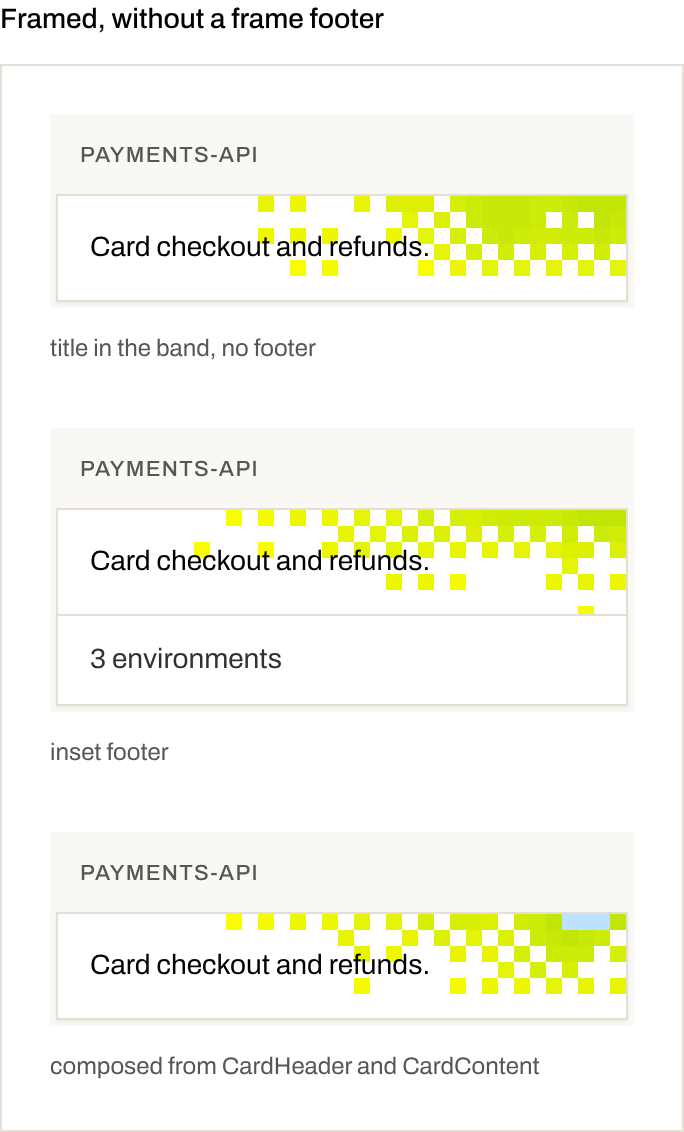 Framed, without a frame footer
PAYMENTS-API
Card checkout and refunds.
title in the band, no footer
PAYMENTS-API
Card checkout and refunds.
3 environments
inset footer
PAYMENTS-API
Card checkout and refunds.
composed from CardHeader and CardContent